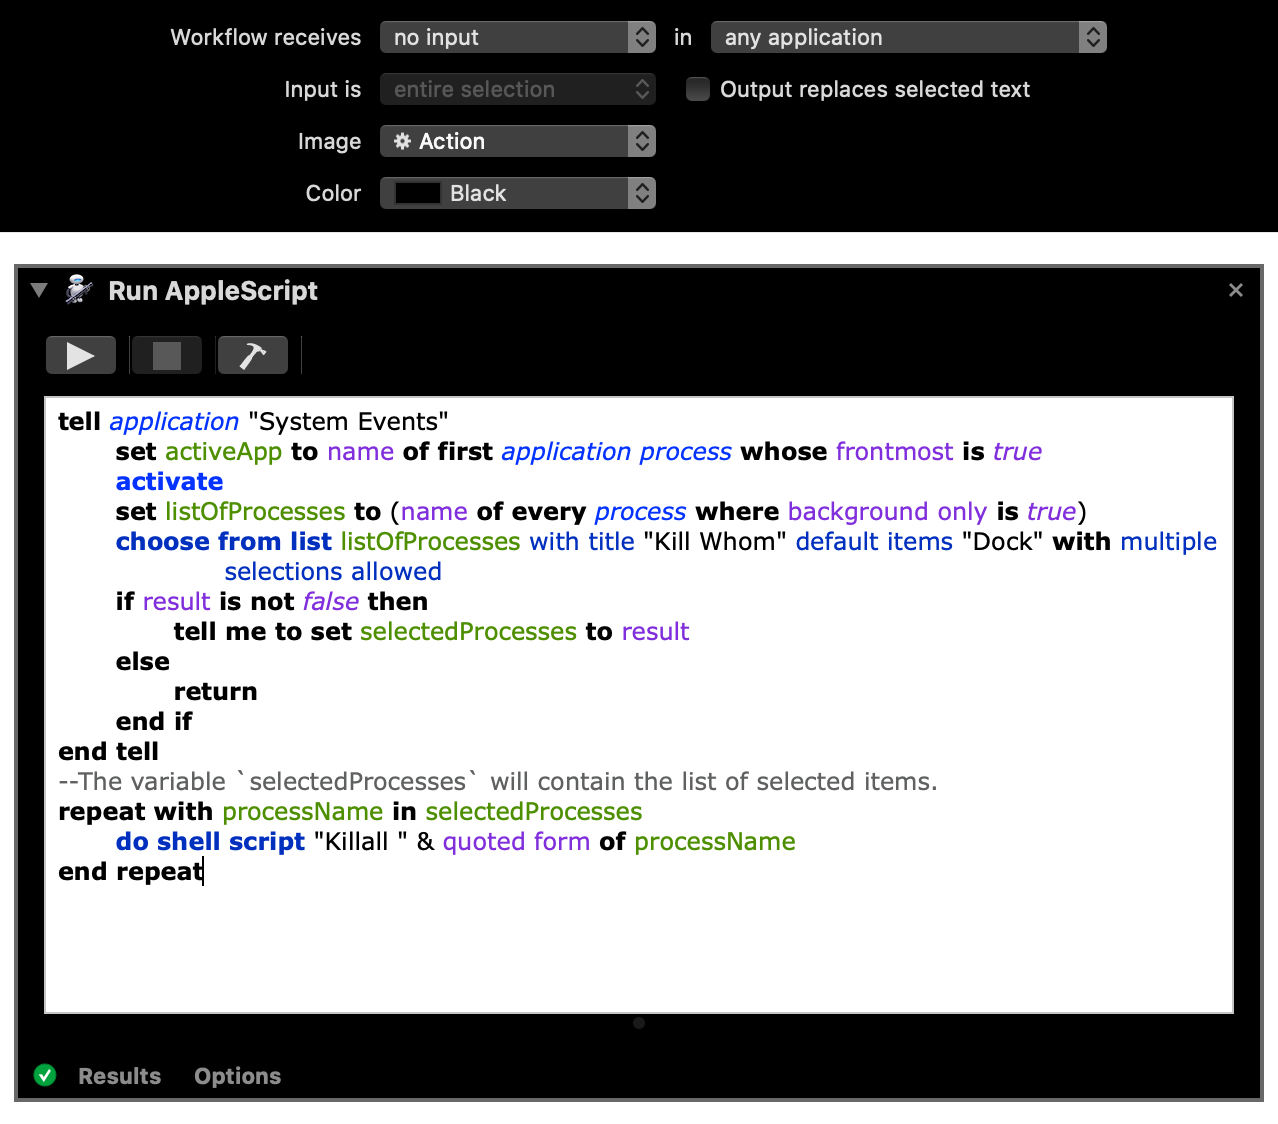 Workflow receives no input in any application
Input is entire selection Output replaces selected text
Image Action
Color Black
Run AppleScript
tell application "System Events"
set activeApp to name of first application process whose frontmost is true
activate
set listOfProcesses to (name of every process where background only is true)
choose from list listOfProcesses with title "Kill Whom" default items "Dock" with multiple
selections allowed
if result is not false then
tell me to set selectedProcesses to result
else
return
end if
end tell
--The variable `selectedProcesses` will contain the list of selected items.
repeat with processName in selectedProcesses
do shell script "Killall " & quoted form of processName
end repeat
Results Options